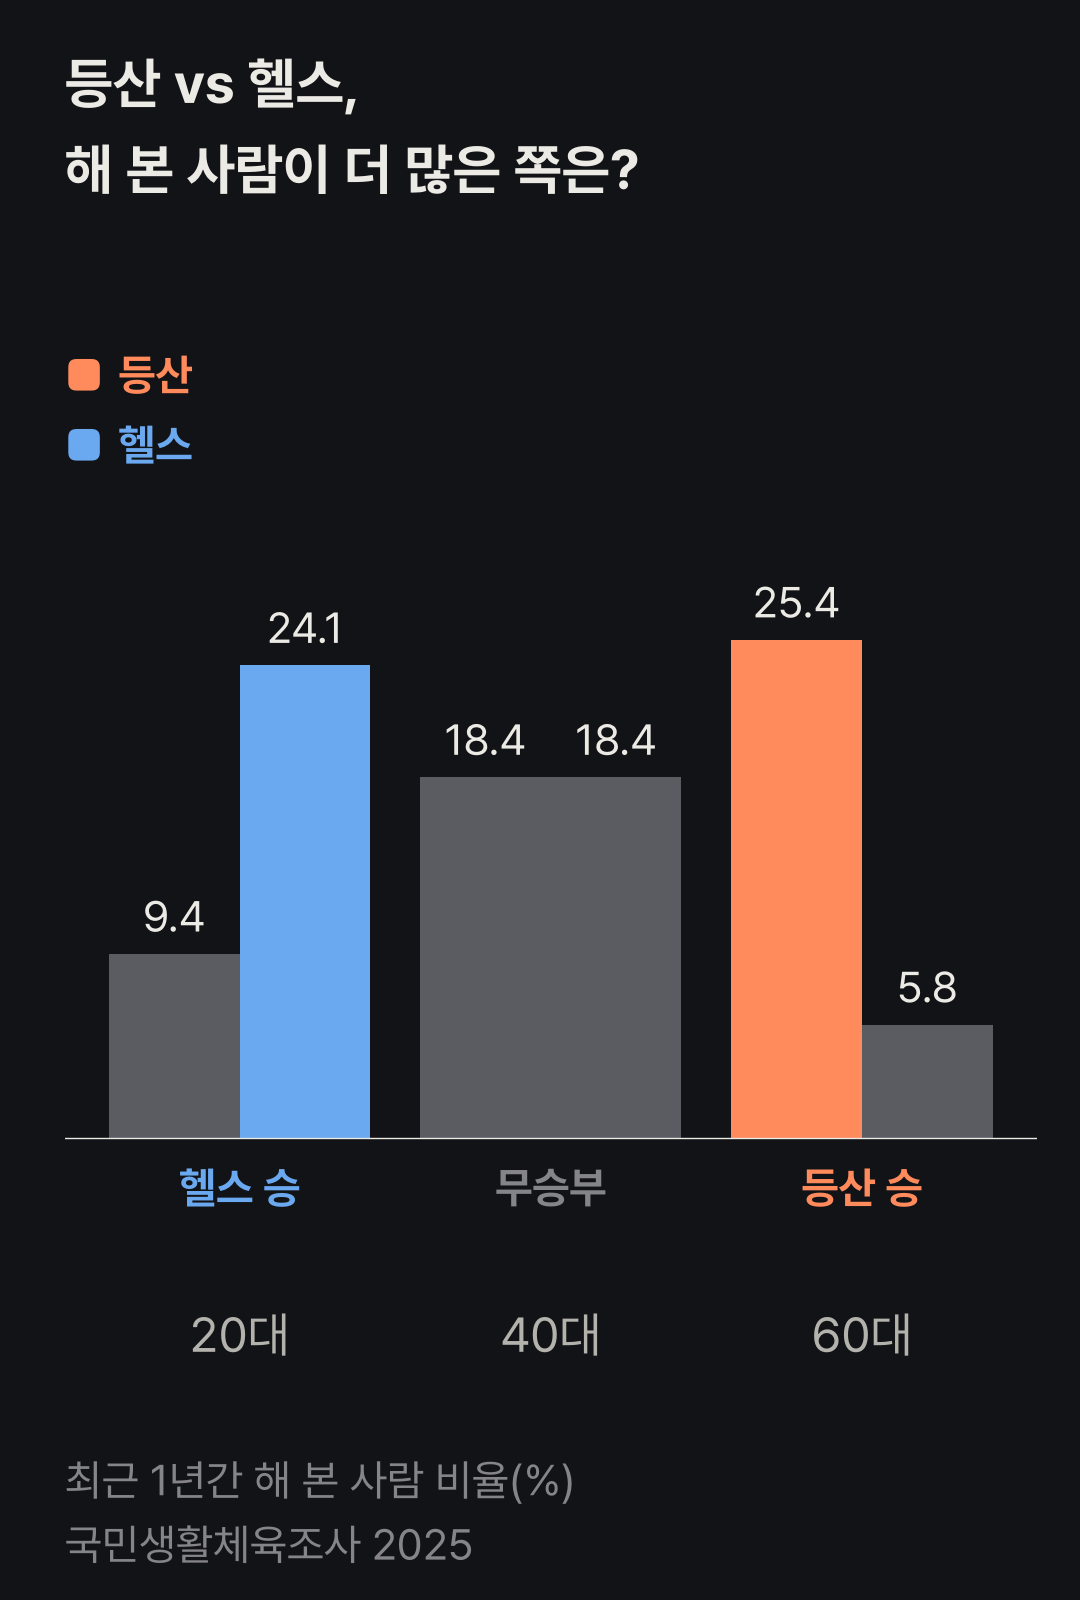 등산 vs 헬스,
해 본 사람이 더 많은 쪽은?
등산
헬스
9.4
24.1
18.4
18.4
25.4
5.8
헬스 승
무승부
등산 승
20대
40대
60대
최근 1년간 해 본 사람 비율(%)
국민생활체육조사 2025